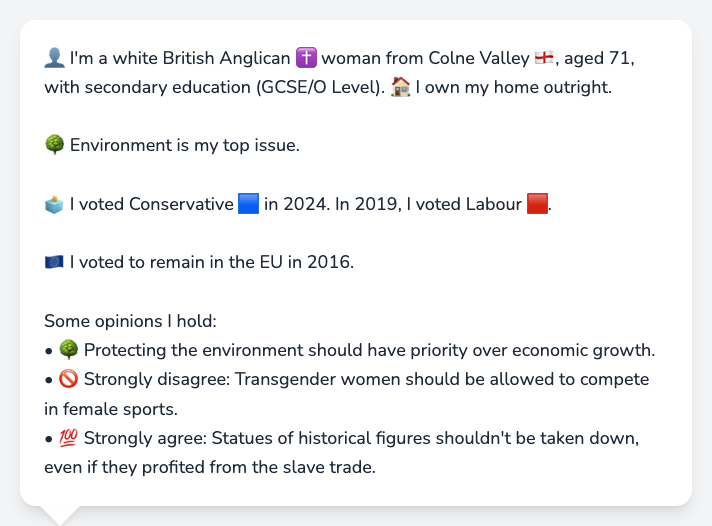 👤 I'm a white British Anglican ✝️ woman from Colne Valley 🏴󠁧󠁢󠁥󠁮󠁧󠁿, aged 71,
with secondary education (GCSE/O Level). 🏠 I own my home outright.
🌳 Environment is my top issue.
🗳️ I voted Conservative 🟦 in 2024. In 2019, I voted Labour 🟥.
🇪🇺 I voted to remain in the EU in 2016.
Some opinions I hold:
• 🌳 Protecting the environment should have priority over economic growth.
• 🚫 Strongly disagree: Transgender women should be allowed to compete
in female sports.
• 💯 Strongly agree: Statues of historical figures shouldn't be taken down,
even if they profited from the slave trade.